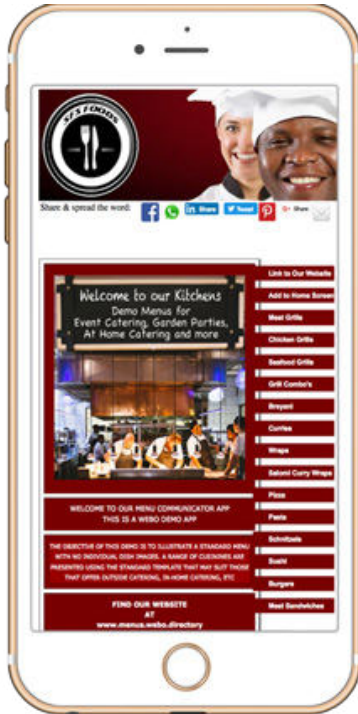 SFS FOODS
Share & spread the word:
Share
Tweet
G+ Share
Welcome to our Kitchens
Demo Menus for
Event Catering, Garden Parties,
At Home Catering and more
WELCOME TO OUR MENU COMMUNICATOR APP
THIS IS A WEBO DEMO APP
THE OBJECTIVE OF THIS DEMO IS TO ILLUSTRATE A STANDARD MENU
WITH NO INDIVIDUAL DISH IMAGES. A RANGE OF CUISINES ARE
PRESENTED USING THE STANDARD TEMPLATE THAT MAY SUIT THOSE
THAT OFFER OUTSIDE CATERING, IN-HOME CATERING, ETC
FIND OUR WEBSITE
AT
www.menus.webo.directory
Link to Our Website
Add to Home Screen
Meat Grills
Chicken Grills
Seafood Grills
Grill Combo's
Breyani
Curries
Wraps
Salomi Curry Wraps
Pizza
Pasta
Schnitzels
Sushi
Burgers
Meat Sandwiches